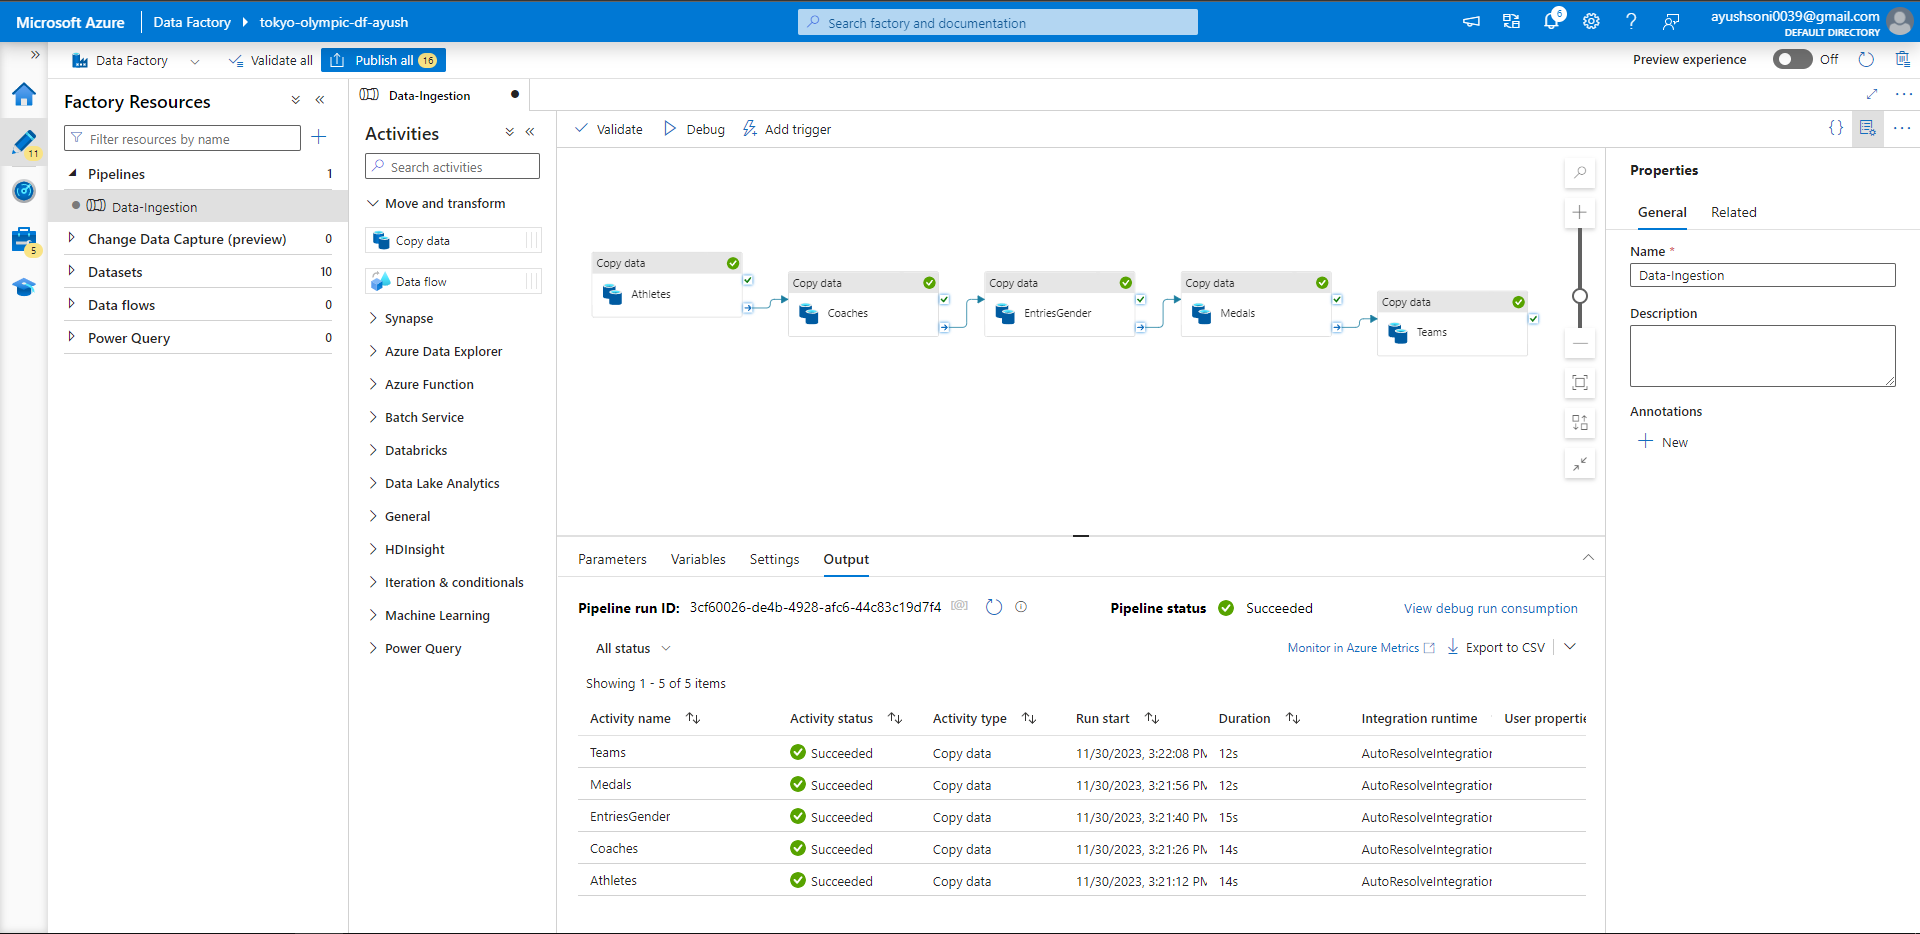 Microsoft Azure
Data Factory
tokyo-olympic-df-ayush
Search factory and documentation
6
ayushsoni0039@gmail.com
DEFAULT DIRECTORY
Data Factory
Validate all
Publish all 16
Preview experience
Off
11
5
Factory Resources
Filter resources by name
Pipelines 1
Data-Ingestion
Change Data Capture (preview) 0
Datasets 10
Data flows 0
Power Query 0
Data-Ingestion
Activities
Search activities
Move and transform
Copy data
Data flow
Synapse
Azure Data Explorer
Azure Function
Batch Service
Databricks
Data Lake Analytics
General
HDInsight
Iteration & conditionals
Machine Learning
Power Query
Validate
Debug
Add trigger
{}
Copy data
Athletes
Copy data
Coaches
Copy data
EntriesGender
Copy data
Medals
Copy data
Teams
Properties
General
Related
Name *
Data-Ingestion
Description
Annotations
New
Parameters
Variables
Settings
Output
Pipeline run ID: 3cf60026-de4b-4928-afc6-44c83c19d7f4
Pipeline status Succeeded
View debug run consumption
All status
Monitor in Azure Metrics
Export to CSV
Showing 1 - 5 of 5 items
Activity name Activity status Activity type Run start Duration Integration runtime User propertie
Teams Succeeded Copy data 11/30/2023, 3:22:08 PM 12s AutoResolveIntegration
Medals Succeeded Copy data 11/30/2023, 3:21:56 PM 12s AutoResolveIntegration
EntriesGender Succeeded Copy data 11/30/2023, 3:21:40 PM 15s AutoResolveIntegration
Coaches Succeeded Copy data 11/30/2023, 3:21:26 PM 14s AutoResolveIntegration
Athletes Succeeded Copy data 11/30/2023, 3:21:12 PM 14s AutoResolveIntegration